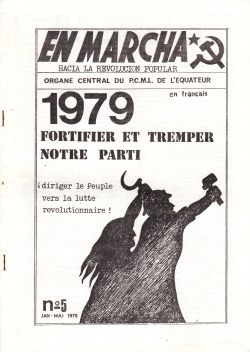 EN MARCHA
HACIA LA REVOLUCION POPULAR
ORGANE CENTRAL DU P.C.M.L. DE L'EQUATEUR
en français
1979
FORTIFIER ET TREMPER
NOTRE PARTI
¡diriger le Peuple
vers la lutte
revolutionnaire !
nº5
JAN-MAI 1979